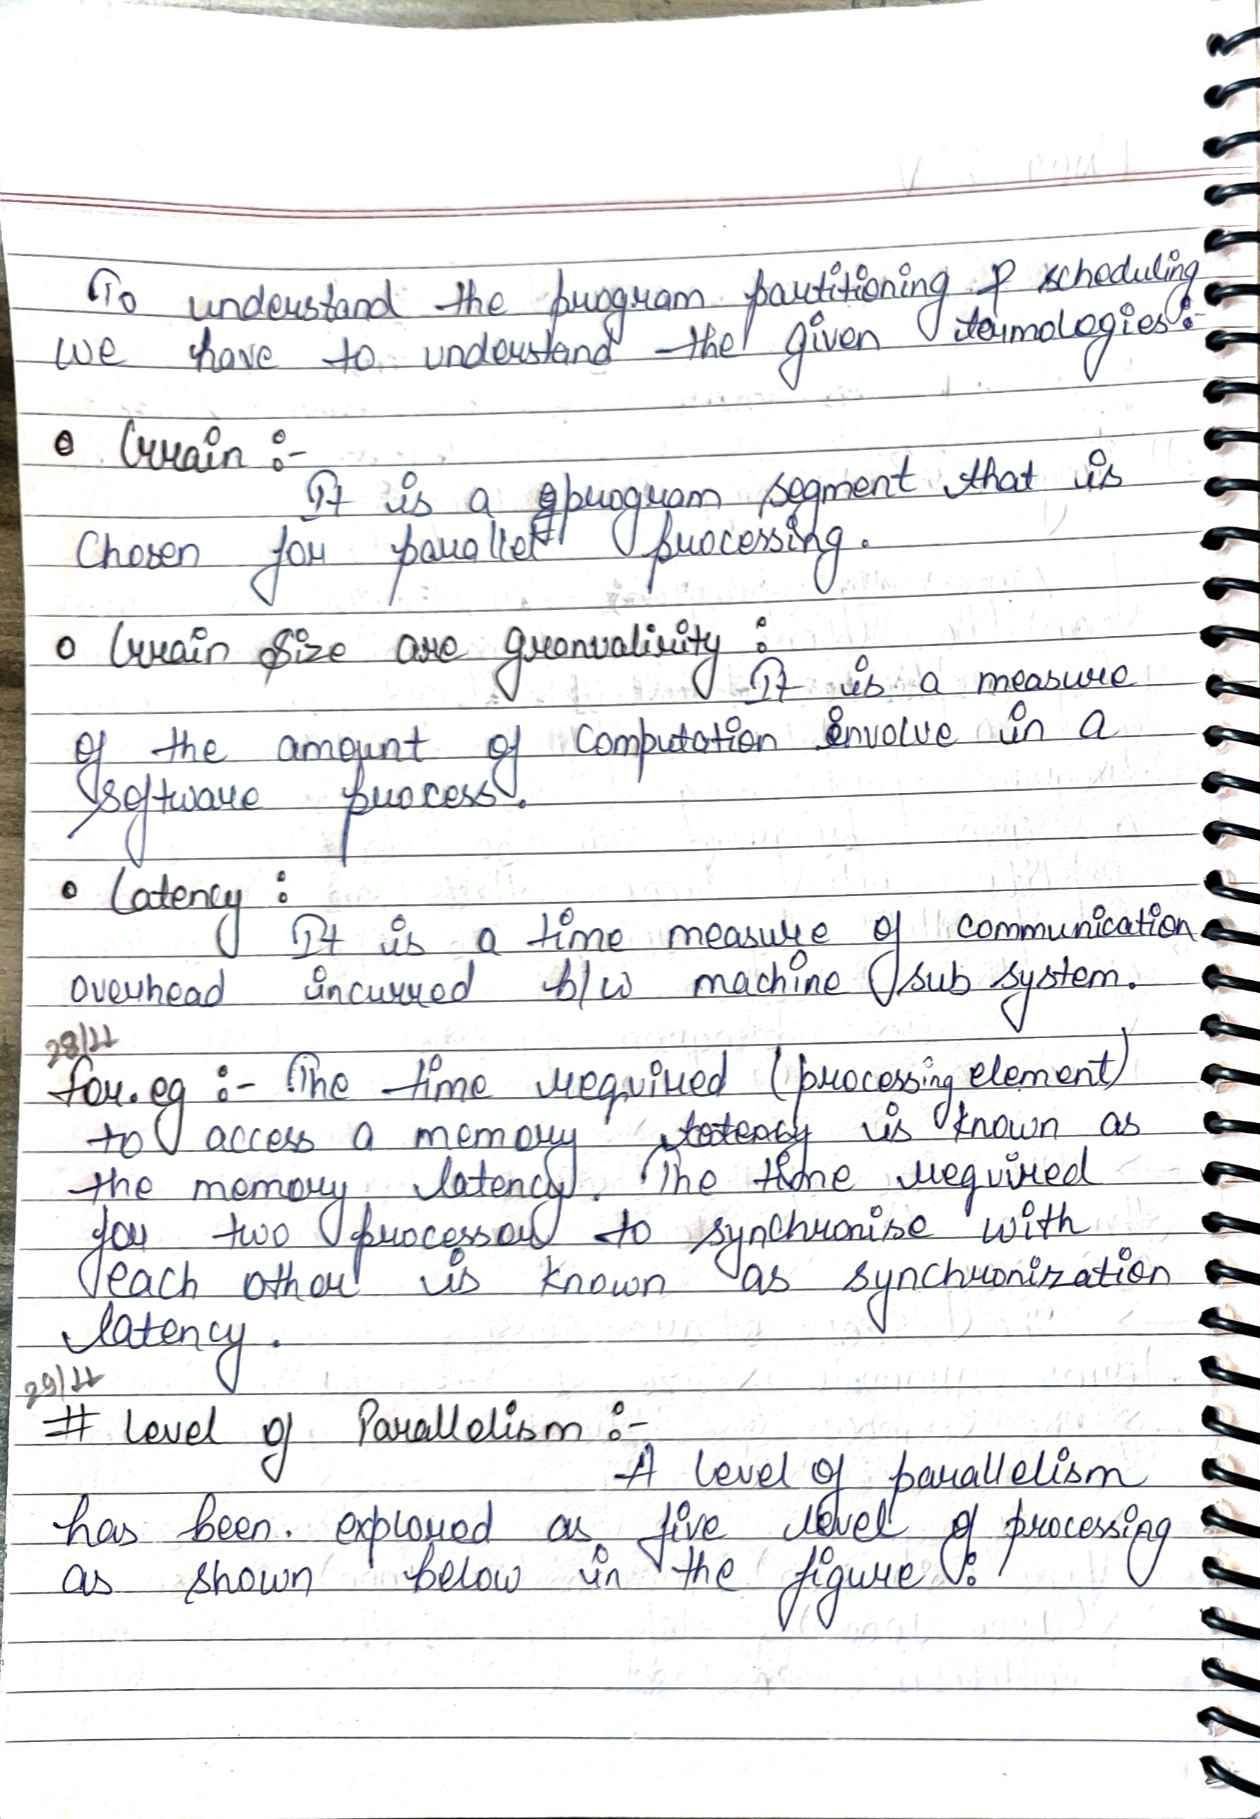 To understand the program partitioning & scheduling
we have to understand the given termologies :-
Grain :-
It is a program segment that is
Chosen for parallel processing.
Grain Size are granvalirity :
It is a measure
of the amount of computation involve in a
software process.
Latency :
It is a time measure of communication
overhead incurred b/w machine sub system.
28/11
for. eg :- The time required (processing element)
to access a memory latency is known as
the memory latency. The time required
for two processor to synchronise with
each other is known as synchronization
latency.
29/11
# Level of Parallelism :-
A level of parallelism
has been. explored as five level of processing
as shown below in the figure :